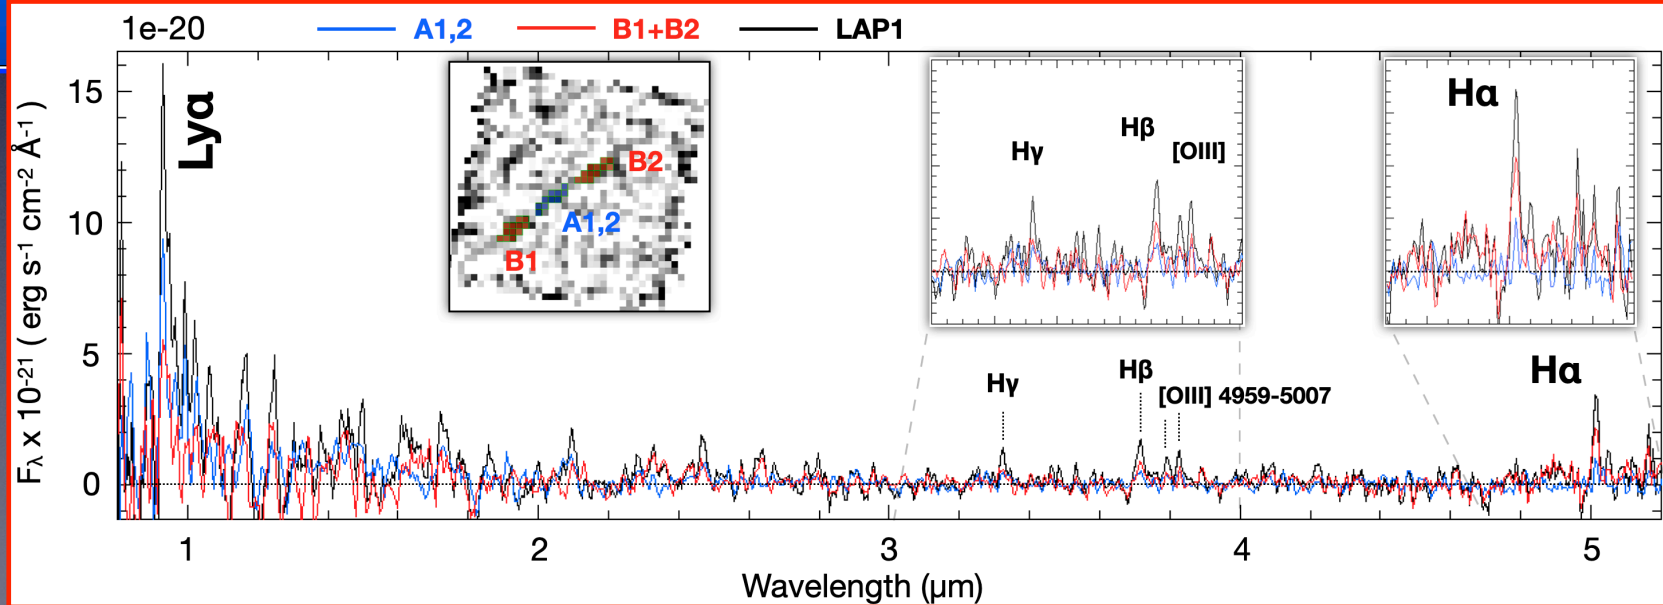 1e-20
A1,2
B1+B2
LAP1
15
10
5
0
Fλ x 10-21 ( erg s-1 cm-2 Å-1 )
Lyα
B2
A1,2
B1
Hγ
Hβ
[OIII]
Hα
Hγ
Hβ
[OIII] 4959-5007
Hα
1
2
3
4
5
Wavelength (μm)